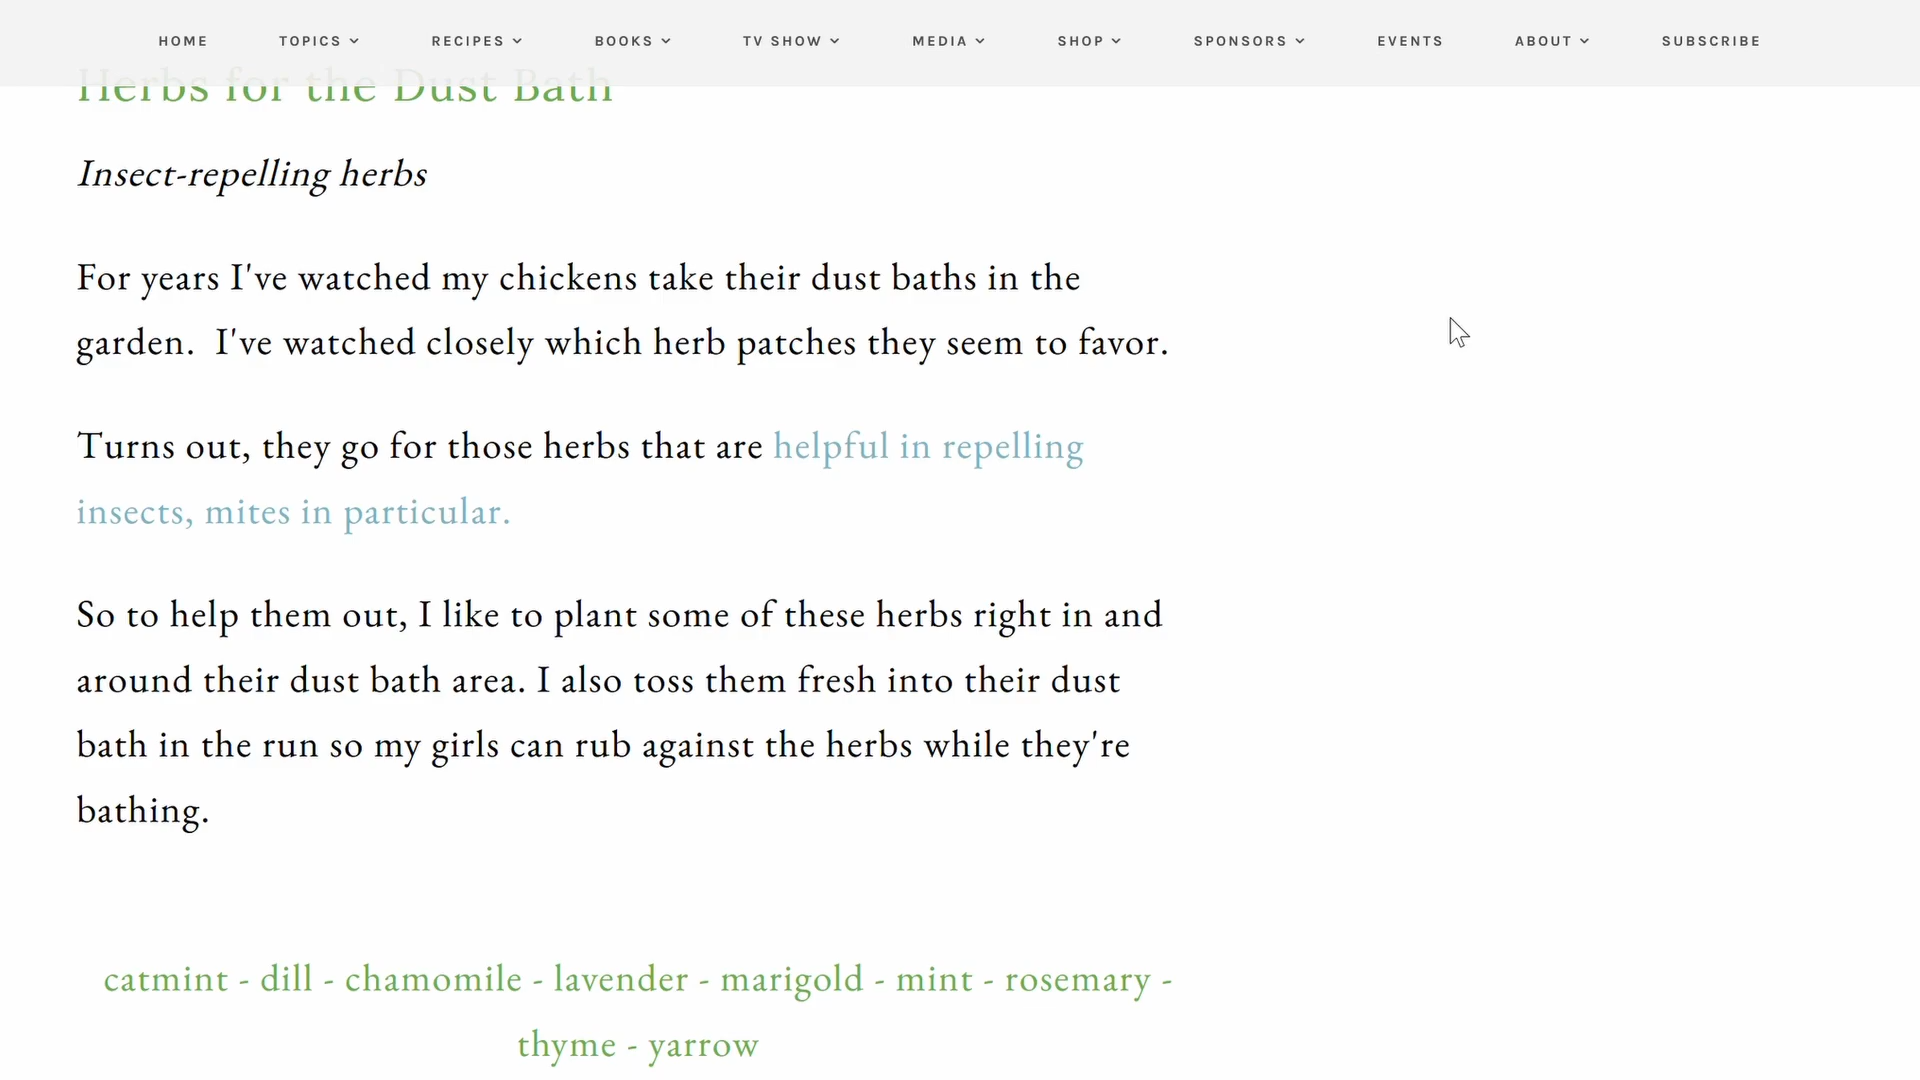 HOME TOPICS RECIPES BOOKS TV SHOW MEDIA SHOP SPONSORS EVENTS ABOUT SUBSCRIBE
Herbs for the Dust Bath
Insect-repelling herbs
For years I've watched my chickens take their dust baths in the
garden.  I've watched closely which herb patches they seem to favor.
Turns out, they go for those herbs that are helpful in repelling
insects, mites in particular.
So to help them out, I like to plant some of these herbs right in and
around their dust bath area. I also toss them fresh into their dust
bath in the run so my girls can rub against the herbs while they're
bathing.
catmint - dill - chamomile - lavender - marigold - mint - rosemary -
thyme - yarrow